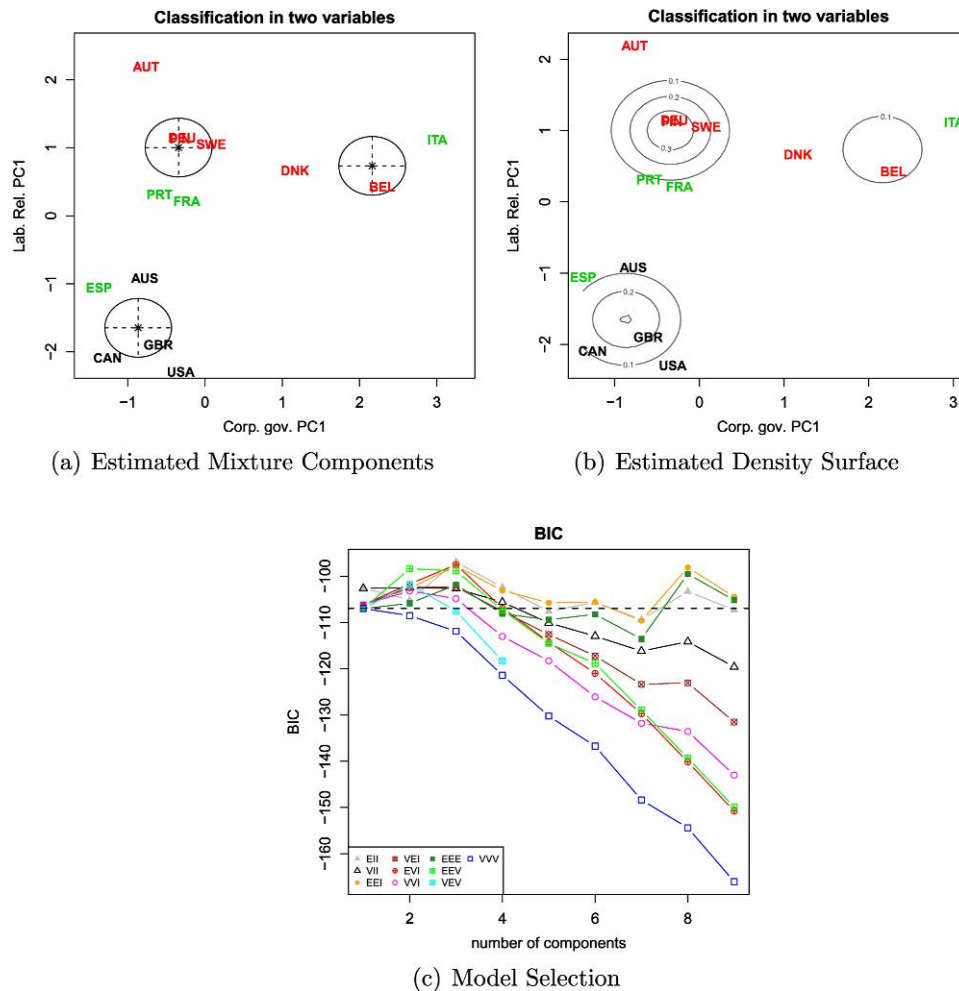 Classification in two variables
Lab. Rel. PC1
2
1
0
−1
−2
AUT
DEU
SWE
ITA
DNK
BEL
PRT
FRA
AUS
ESP
GBR
CAN
USA
−1 0 1 2 3
Corp. gov. PC1
(a) Estimated Mixture Components
Classification in two variables
Lab. Rel. PC1
2
1
0
−1
−2
AUT
0.1
0.2
DEU
SWE
0.3
0.1
ITA
DNK
BEL
PRT
FRA
AUS
ESP
0.2
GBR
CAN
USA
0.1
−1 0 1 2 3
Corp. gov. PC1
(b) Estimated Density Surface
BIC
BIC
−100
−110
−120
−130
−140
−150
−160
EII VEI EEE VVV
VII EVI EEV
EEI VVI VEV
2 4 6 8
number of components
(c) Model Selection